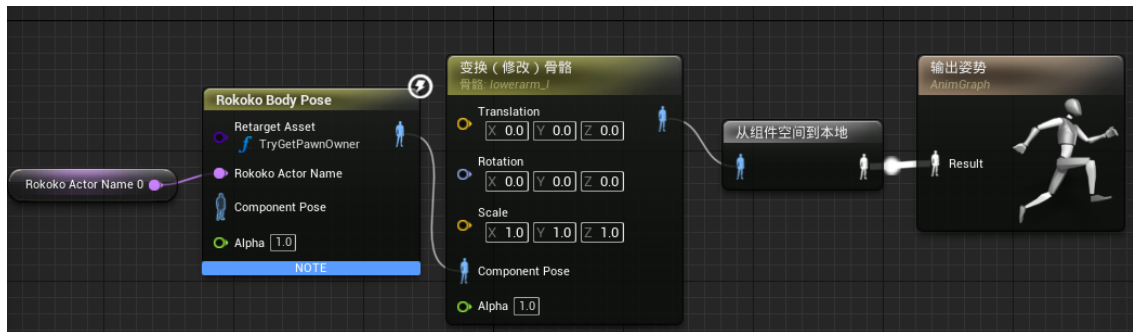 Rokoko Actor Name 0
Rokoko Body Pose
Retarget Asset
f TryGetPawnOwner
Rokoko Actor Name
Component Pose
Alpha 1.0
NOTE
变换（修改）骨骼
骨骼: lowerarm_l
Translation
X 0.0 Y 0.0 Z 0.0
Rotation
X 0.0 Y 0.0 Z 0.0
Scale
X 1.0 Y 1.0 Z 1.0
Component Pose
Alpha 1.0
从组件空间到本地
输出姿势
AnimGraph
Result